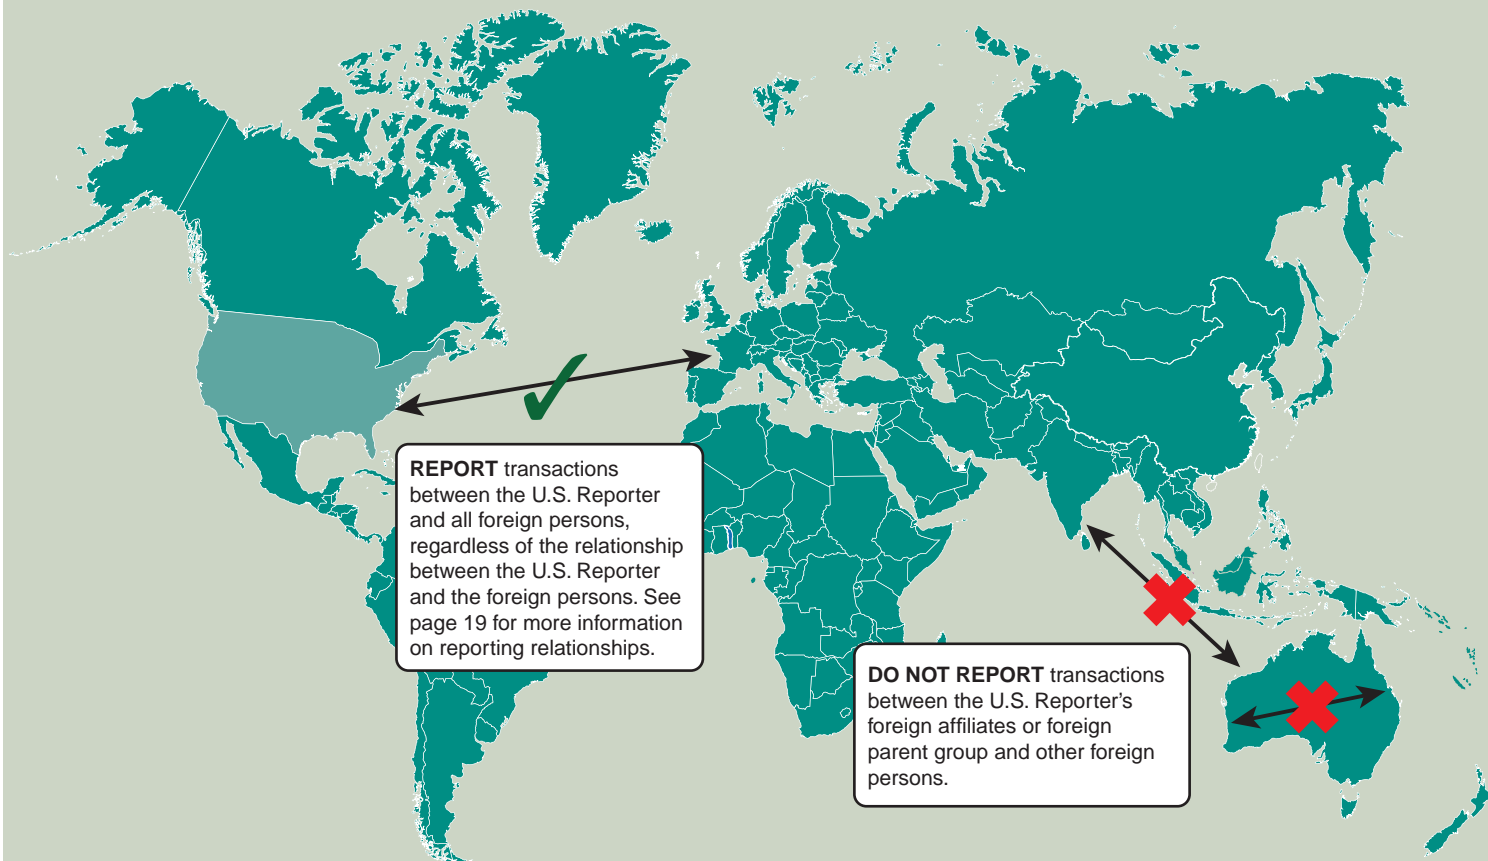 REPORT transactions
between the U.S. Reporter
and all foreign persons,
regardless of the relationship
between the U.S. Reporter
and the foreign persons. See
page 19 for more information
on reporting relationships.
DO NOT REPORT transactions
between the U.S. Reporter’s
foreign affiliates or foreign
parent group and other foreign
persons.